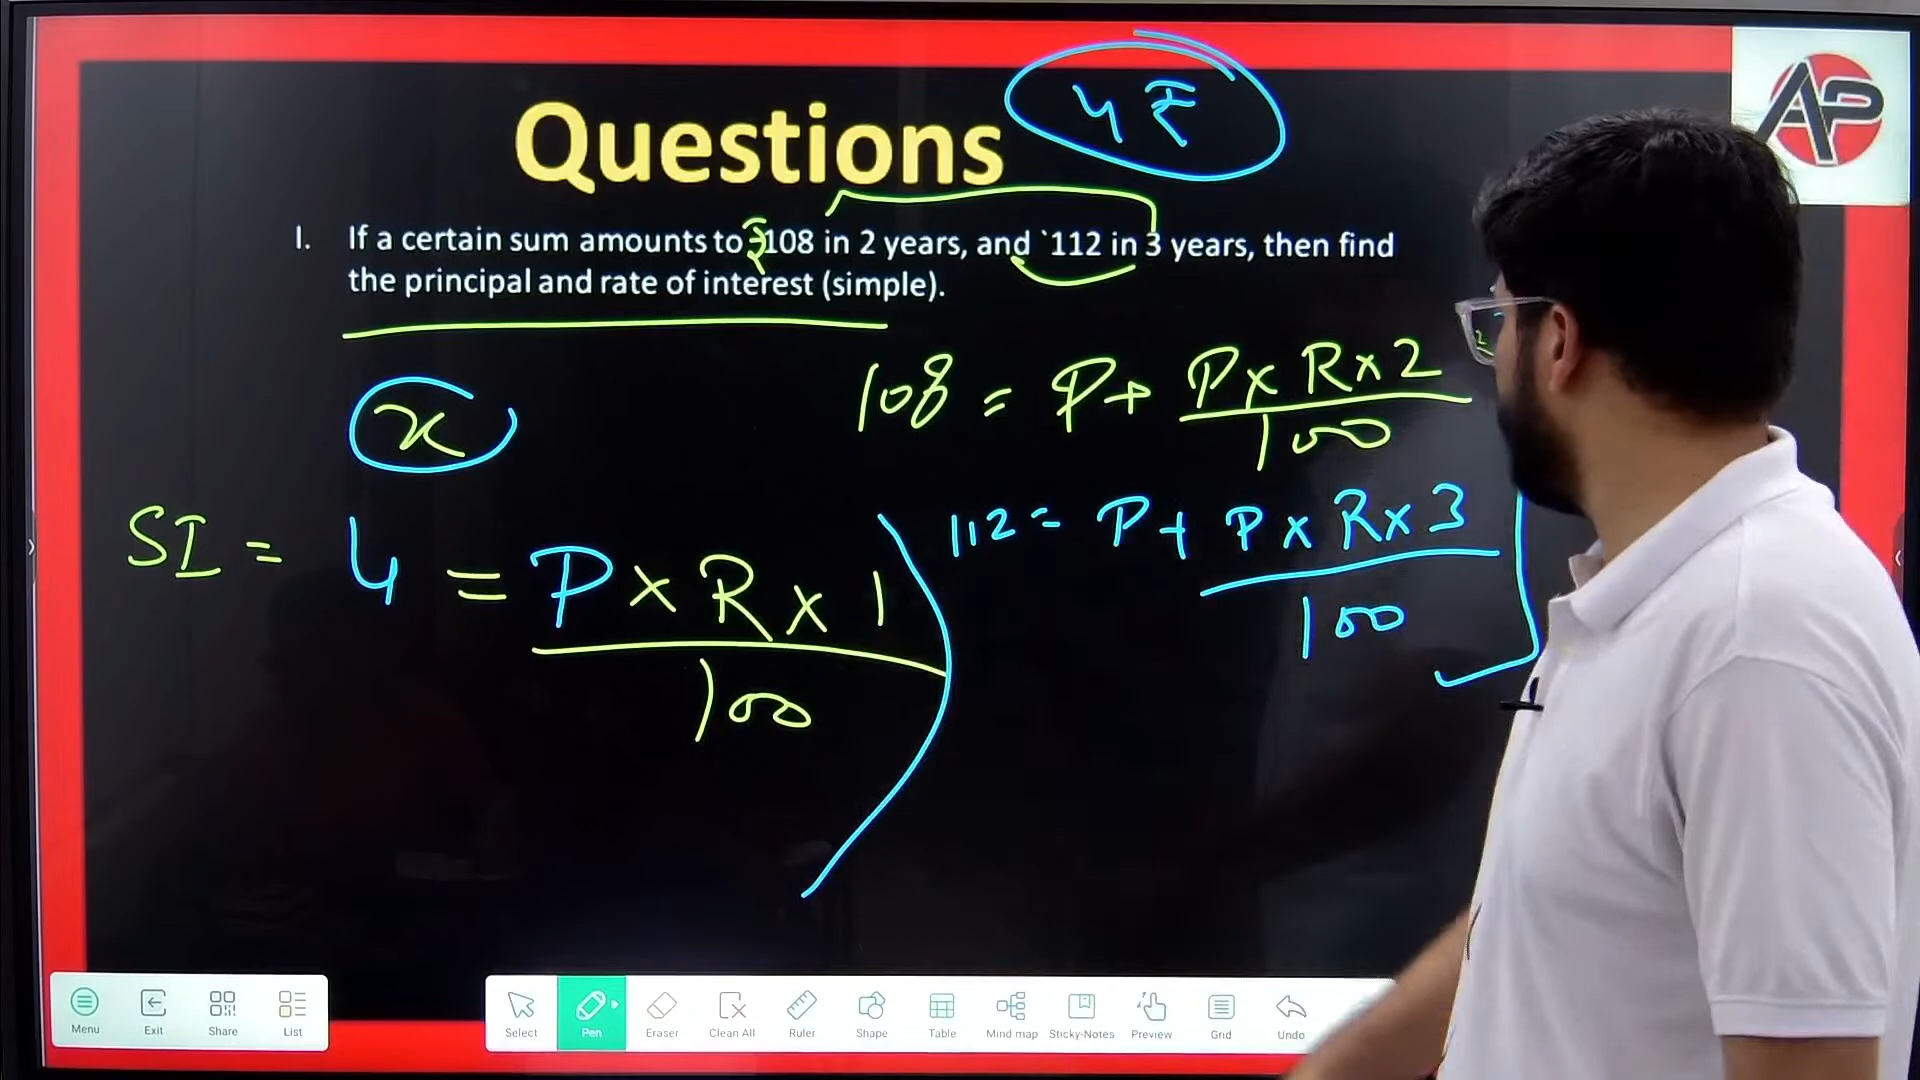 AP
Questions 4 ₹
I. If a certain sum amounts to ₹108 in 2 years, and `112 in 3 years, then find
the principal and rate of interest (simple).
108 = P + P x R x 2
100
x
112 = P + P x R x 3
100
SI = 4 = P x R x 1
100
Menu Exit Share List
Select Pen Eraser Clean All Ruler Shape Table Mind map Sticky-Notes Preview Grid Undo